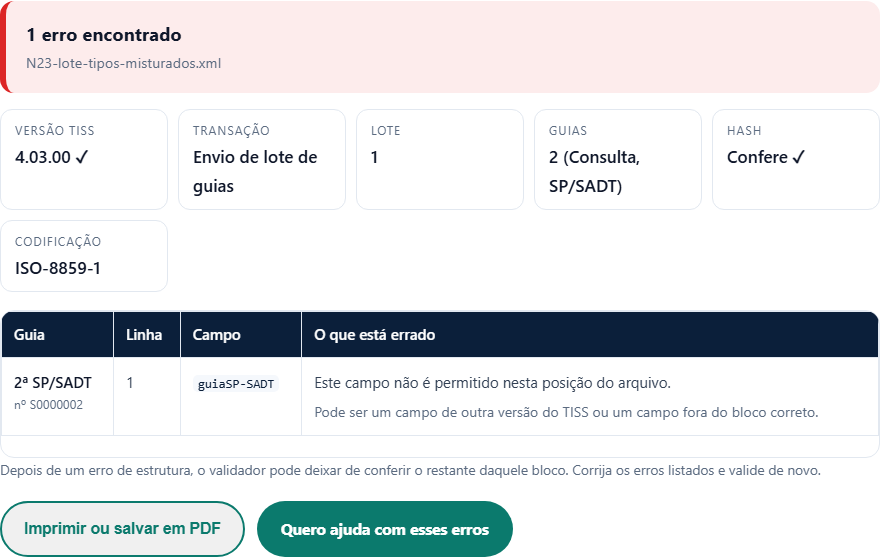 1 erro encontrado
N23-lote-tipos-misturados.xml
VERSÃO TISS
4.03.00 ✓
TRANSAÇÃO
Envio de lote de
guias
LOTE
1
GUIAS
2 (Consulta,
SP/SADT)
HASH
Confere ✓
CODIFICAÇÃO
ISO-8859-1
Guia Linha Campo O que está errado
2ª SP/SADT 1 guiaSP-SADT Este campo não é permitido nesta posição do arquivo.
nº S0000002 Pode ser um campo de outra versão do TISS ou um campo fora do bloco correto.
Depois de um erro de estrutura, o validador pode deixar de conferir o restante daquele bloco. Corrija os erros listados e valide de novo.
Imprimir ou salvar em PDF Quero ajuda com esses erros